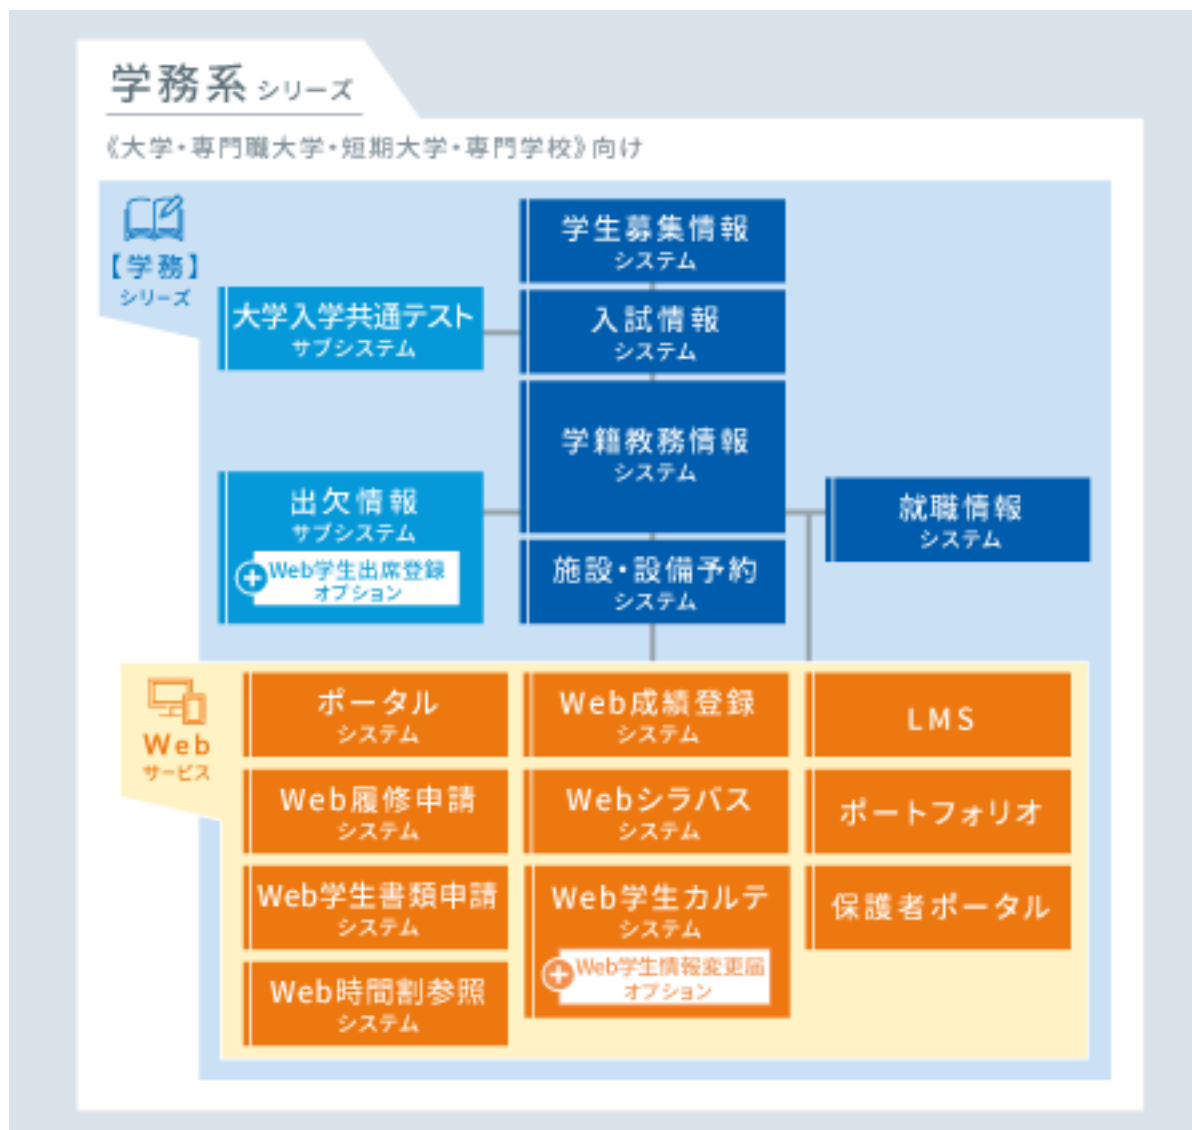 学務系 シリーズ
《大学・専門職大学・短期大学・専門学校》向け
【学務】
シリーズ
学生募集情報
システム
大学入学共通テスト
サブシステム
入試情報
システム
学籍教務情報
システム
出欠情報
サブシステム
Web学生出席登録
オプション
就職情報
システム
施設・設備予約
システム
Web
サービス
ポータル
システム
Web成績登録
システム
LMS
Web履修申請
システム
Webシラバス
システム
ポートフォリオ
Web学生書類申請
システム
Web学生カルテ
システム
Web学生情報変更届
オプション
保護者ポータル
Web時間割参照
システム